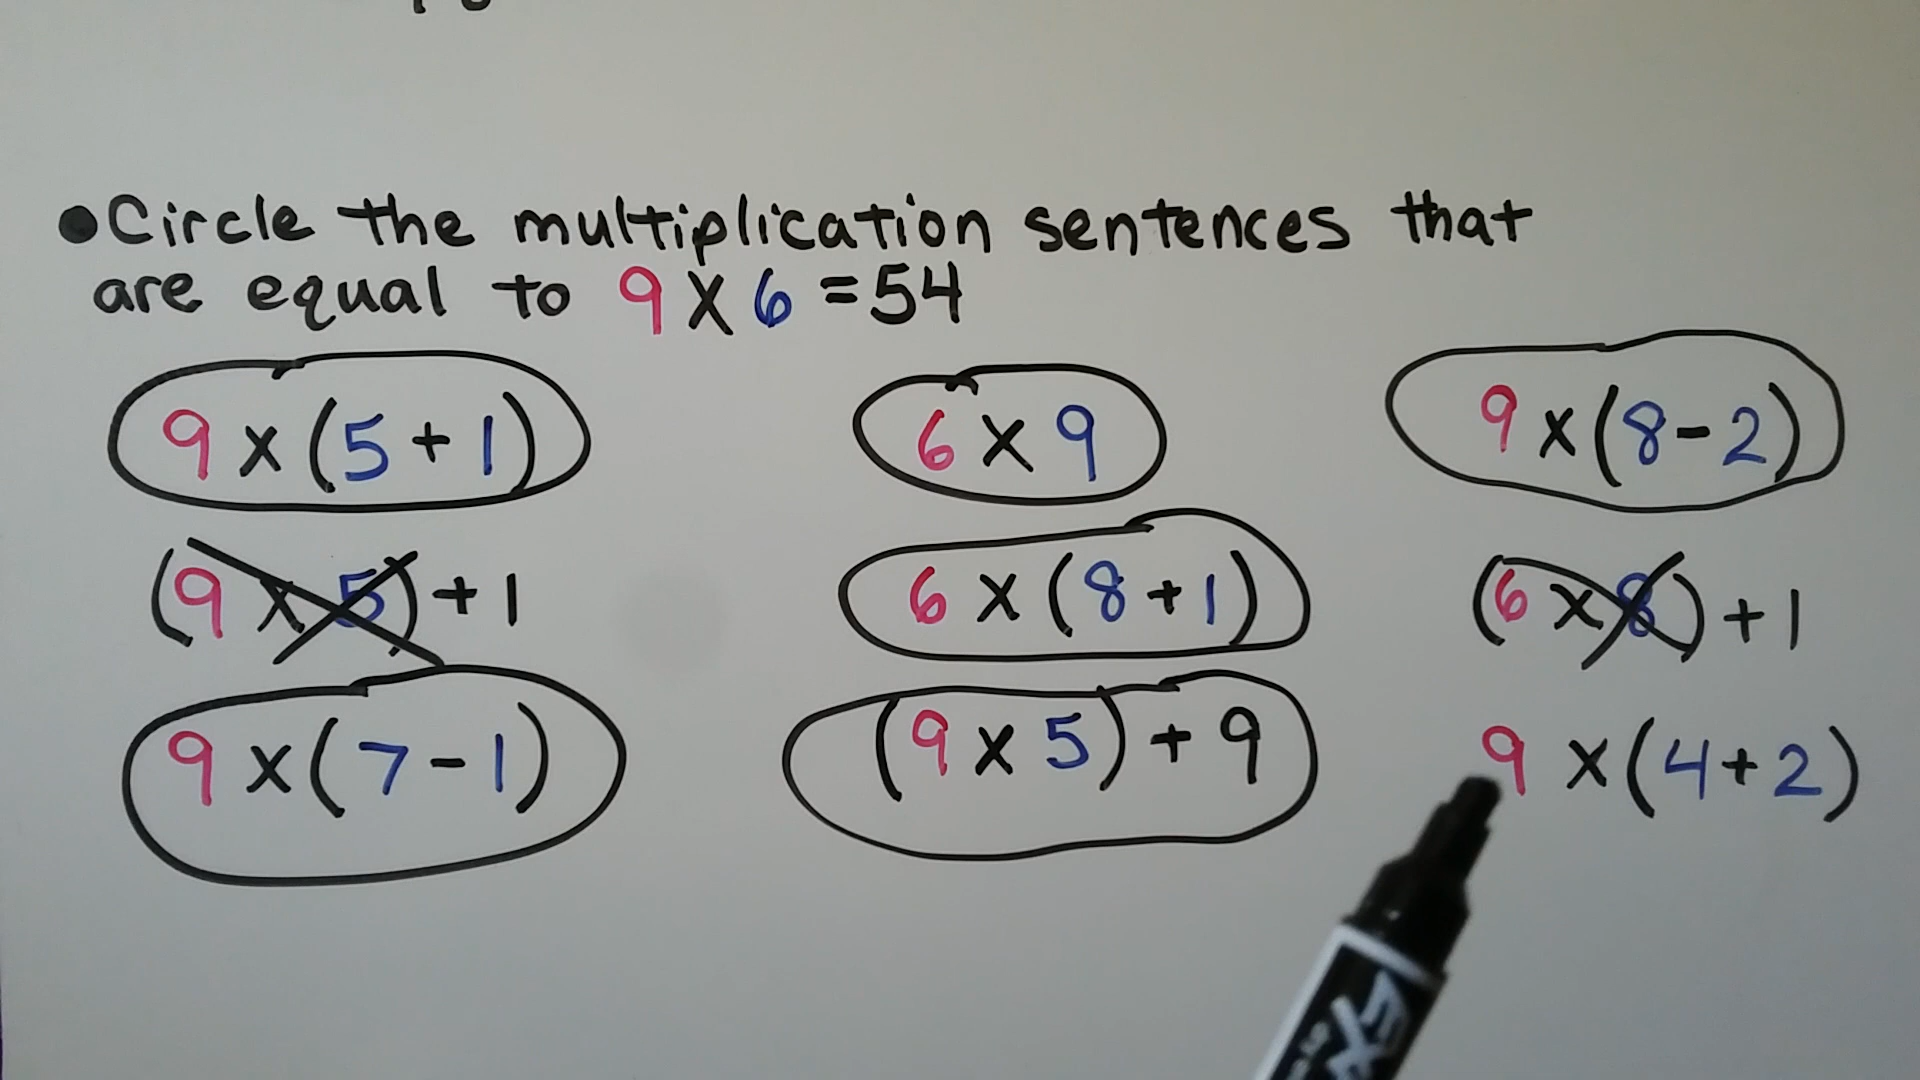 •Circle the multiplication sentences that
are equal to 9 x 6 = 54
9 x (5 + 1) 6 x 9 9 x (8 - 2)
(9 x 5) + 1 6 x (8 + 1) (6 x 8) + 1
9 x (7 - 1) (9 x 5) + 9 9 x (4 + 2)